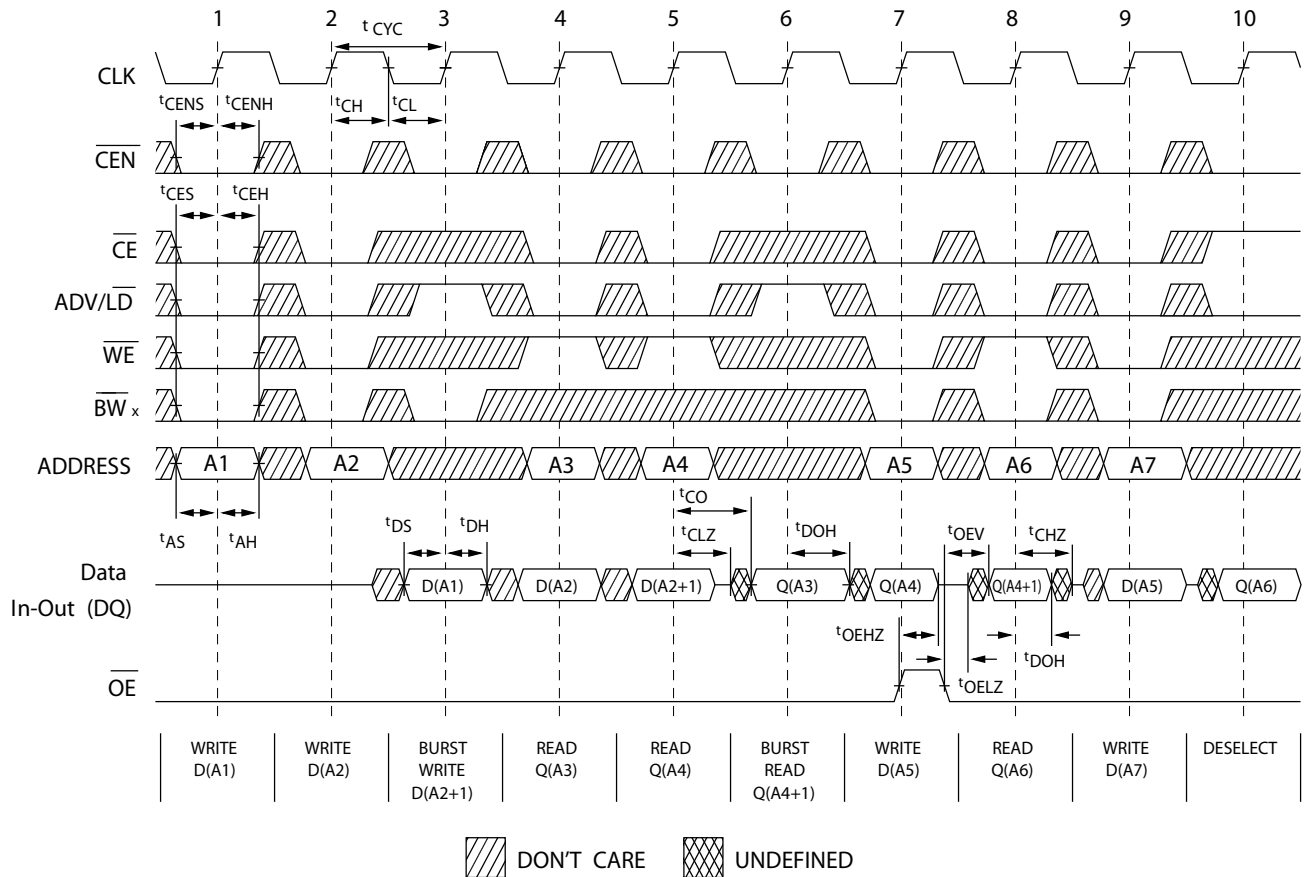 1 2 3 4 5 6 7 8 9 10
t CYC
CLK
tCENS tCENH tCH tCL
CEN
tCES tCEH
CE
ADV/LD
WE
BW x
ADDRESS A1 A2 A3 A4 A5 A6 A7
tCO
tAS tAH tDS tDH tCLZ tDOH tOEV tCHZ
Data
In-Out (DQ) D(A1) D(A2) D(A2+1) Q(A3) Q(A4) Q(A4+1) D(A5) Q(A6)
tOEHZ tDOH
tOELZ
OE
WRITE
D(A1)
WRITE
D(A2)
BURST
WRITE
D(A2+1)
READ
Q(A3)
READ
Q(A4)
BURST
READ
Q(A4+1)
WRITE
D(A5)
READ
Q(A6)
WRITE
D(A7)
DESELECT
DON'T CARE
UNDEFINED